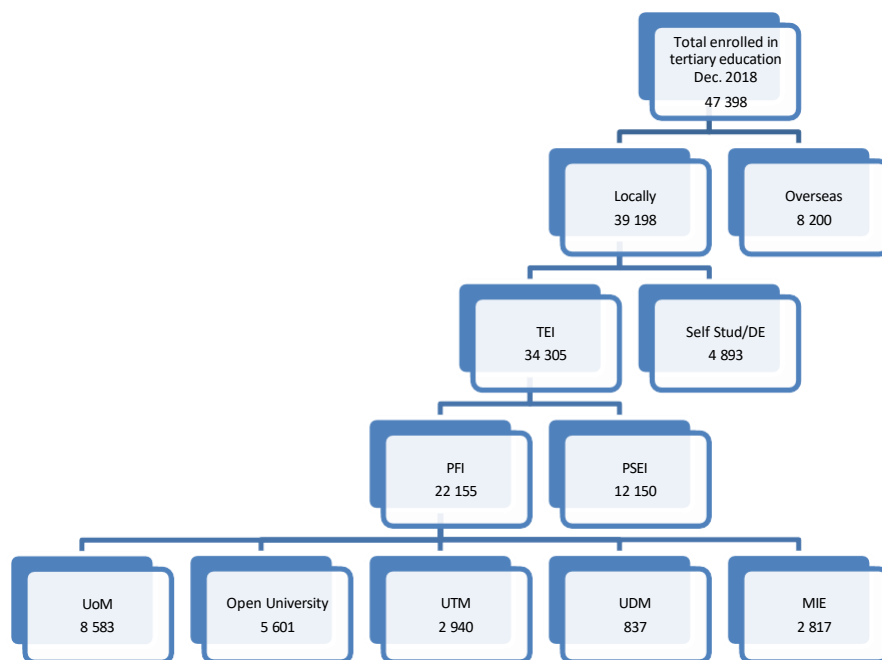 Total enrolled in
tertiary education
Dec. 2018
47 398
Locally
39 198
Overseas
8 200
TEI
34 305
Self Stud/DE
4 893
PFI
22 155
PSEI
12 150
UoM
8 583
Open University
5 601
UTM
2 940
UDM
837
MIE
2 817